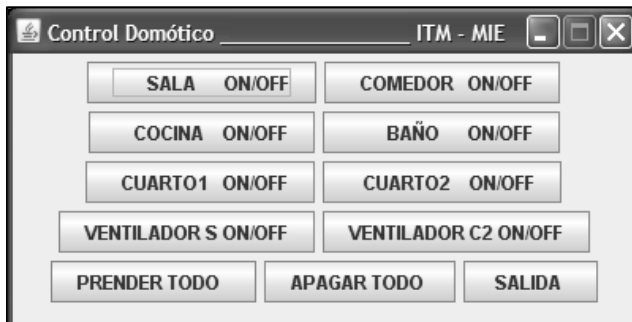 Control Domótico _________________ ITM - MIE
SALA ON/OFF COMEDOR ON/OFF
COCINA ON/OFF BAÑO ON/OFF
CUARTO1 ON/OFF CUARTO2 ON/OFF
VENTILADOR S ON/OFF VENTILADOR C2 ON/OFF
PRENDER TODO APAGAR TODO SALIDA